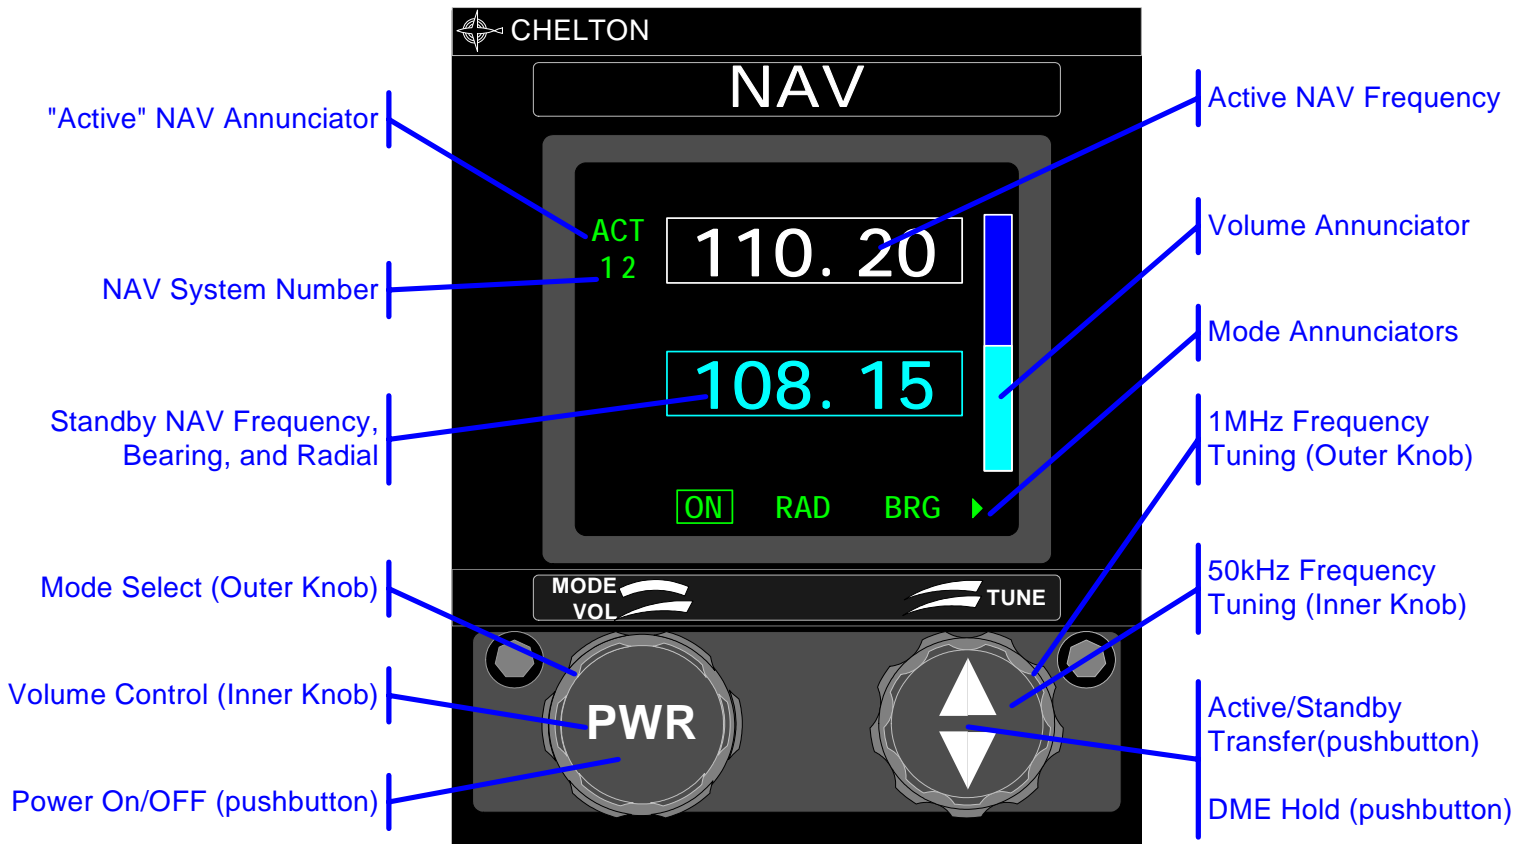 CHELTON
NAV
"Active" NAV Annunciator
NAV System Number
Standby NAV Frequency,
Bearing, and Radial
Mode Select (Outer Knob)
Volume Control (Inner Knob)
Power On/OFF (pushbutton)
ACT
12
110.20
108.15
ON RAD BRG
MODE
VOL
TUNE
PWR
Active NAV Frequency
Volume Annunciator
Mode Annunciators
1MHz Frequency
Tuning (Outer Knob)
50kHz Frequency
Tuning (Inner Knob)
Active/Standby
Transfer(pushbutton)
DME Hold (pushbutton)